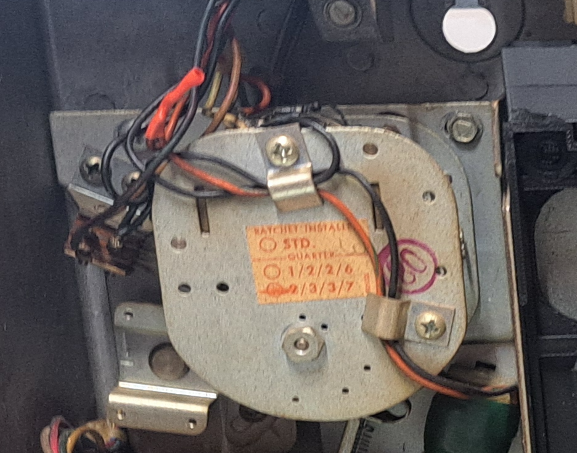 RATCHET INSTALLED
STD.
QUARTER
1/2/2/6
2/3/3/7